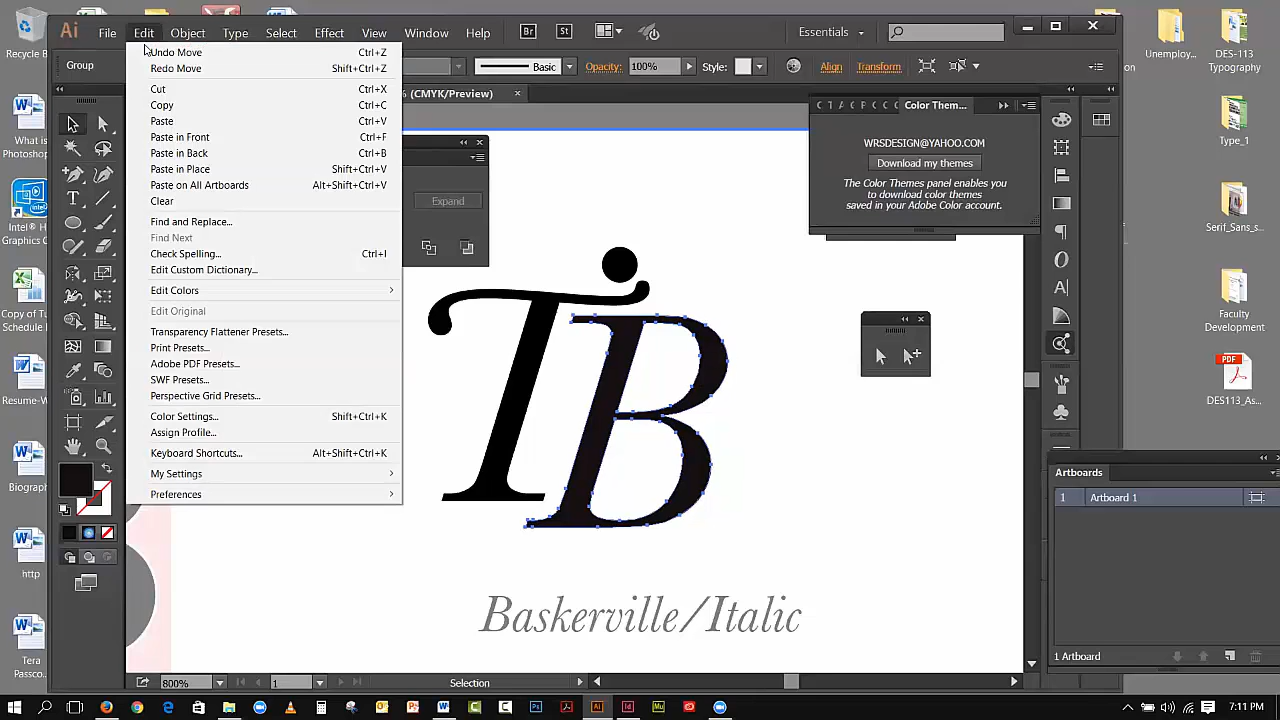 Ai File Edit Object Type Select Effect View Window Help Br St Essentials
Group Basic Opacity: 100% Style: Align Transform
% (CMYK/Preview) ×
Undo Move Ctrl+Z
Redo Move Shift+Ctrl+Z
Cut Ctrl+X
Copy Ctrl+C
Paste Ctrl+V
Paste in Front Ctrl+F
Paste in Back Ctrl+B
Paste in Place Shift+Ctrl+V
Paste on All Artboards Alt+Shift+Ctrl+V
Clear
Find and Replace...
Find Next
Check Spelling... Ctrl+I
Edit Custom Dictionary...
Edit Colors
Edit Original
Transparency Flattener Presets...
Print Presets...
Adobe PDF Presets...
SWF Presets...
Perspective Grid Presets...
Color Settings... Shift+Ctrl+K
Assign Profile...
Keyboard Shortcuts... Alt+Shift+Ctrl+K
My Settings
Preferences
Expand
C T A C P C C C Color Them...
WRSDESIGN@YAHOO.COM
Download my themes
The Color Themes panel enables you
to download color themes
saved in your Adobe Color account.
TB
Baskerville/Italic
Artboards
1 Artboard 1
1 Artboard
800% 1 Selection
Recycle B
What is
Photosho
Intel® H
Graphics C
Copy of T
Schedule
Resume-W
Biograp
http
Tera
Passco...
Unemploy...
on
DES-113
Typography
Type_1
Serif_Sans_s...
Faculty
Development
PDF
DES113_As...
7:11 PM